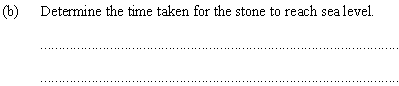 (b) Determine the time taken for the stone to reach sea level.